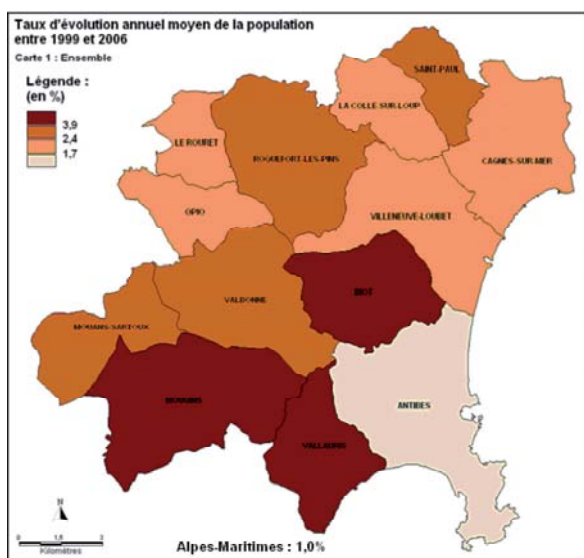 Taux d'évolution annuel moyen de la population
entre 1999 et 2006
Carte 1 : Ensemble
Légende :
(en %)
3,9
2,4
1,7
SAINT-PAUL
LA COLLE-SUR-LOUP
LE ROURET
ROQUEFORT-LES-PINS
CAGNES-SUR-MER
OPIO
VILLENEUVE-LOUBET
BIOT
VALBONNE
MOUANS-SARTOUX
MOUGINS
ANTIBES
VALLAURIS
N
0
Kilomètres
Alpes-Maritimes : 1,0%